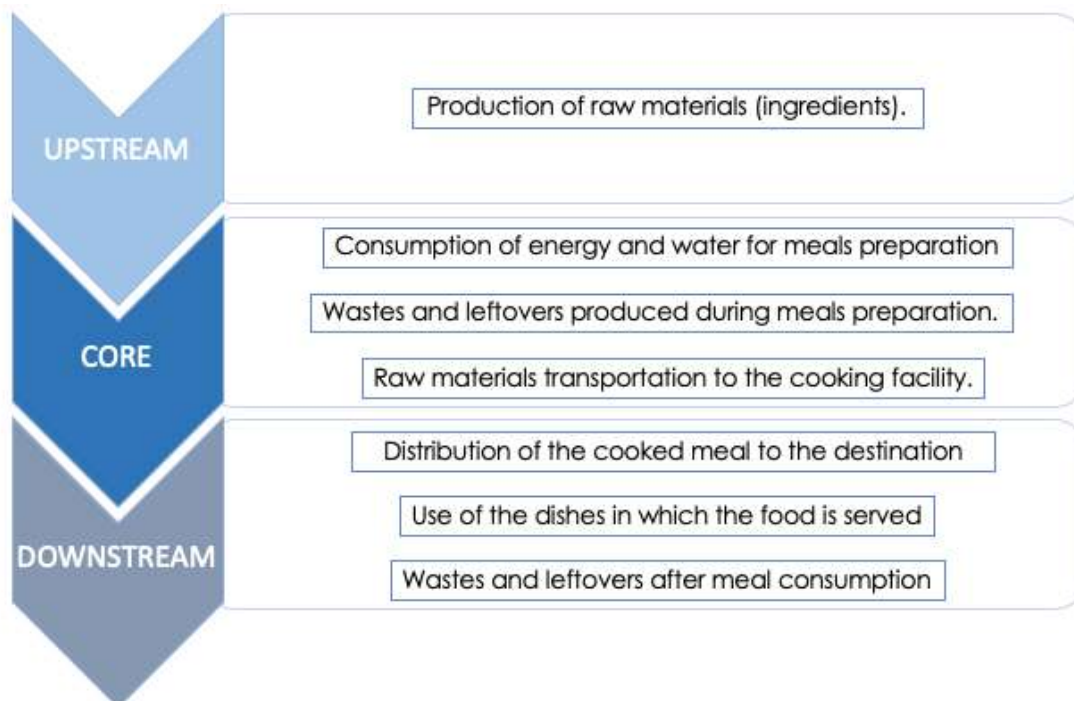 UPSTREAM
Production of raw materials (ingredients).
CORE
Consumption of energy and water for meals preparation
Wastes and leftovers produced during meals preparation.
Raw materials transportation to the cooking facility.
DOWNSTREAM
Distribution of the cooked meal to the destination
Use of the dishes in which the food is served
Wastes and leftovers after meal consumption